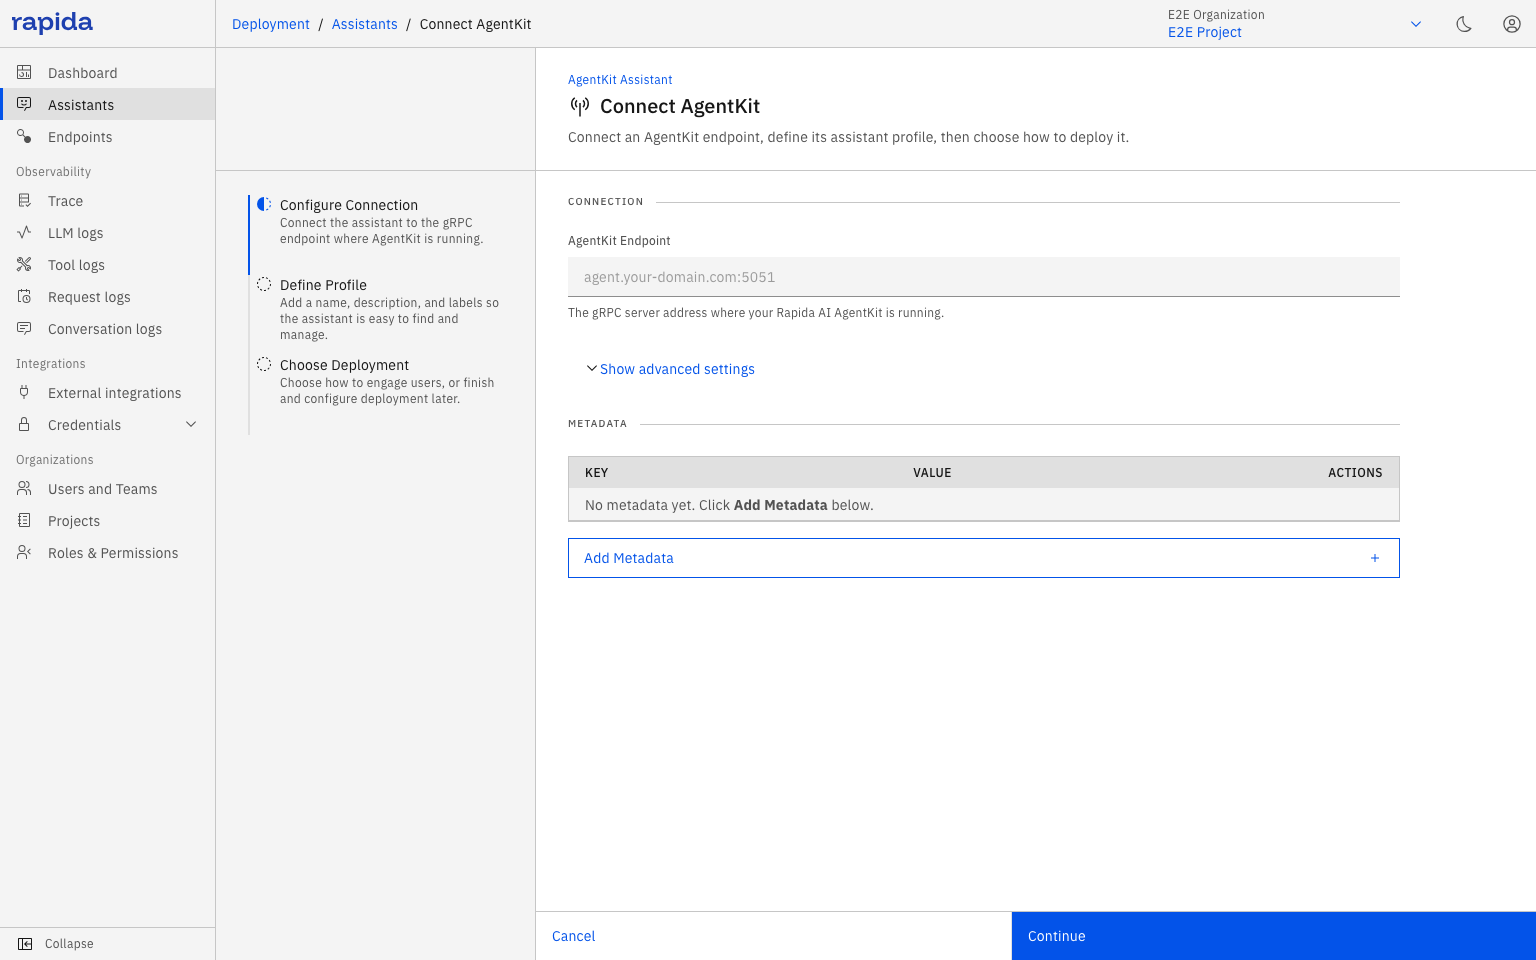 rapida
Deployment / Assistants / Connect AgentKit
E2E Organization
E2E Project
Dashboard
Assistants
Endpoints
Observability
Trace
LLM logs
Tool logs
Request logs
Conversation logs
Integrations
External integrations
Credentials
Organizations
Users and Teams
Projects
Roles & Permissions
Collapse
Configure Connection
Connect the assistant to the gRPC
endpoint where AgentKit is running.
Define Profile
Add a name, description, and labels so
the assistant is easy to find and
manage.
Choose Deployment
Choose how to engage users, or finish
and configure deployment later.
AgentKit Assistant
Connect AgentKit
Connect an AgentKit endpoint, define its assistant profile, then choose how to deploy it.
CONNECTION
AgentKit Endpoint
agent.your-domain.com:5051
The gRPC server address where your Rapida AI AgentKit is running.
Show advanced settings
METADATA
KEY VALUE ACTIONS
No metadata yet. Click Add Metadata below.
Add Metadata +
Cancel
Continue